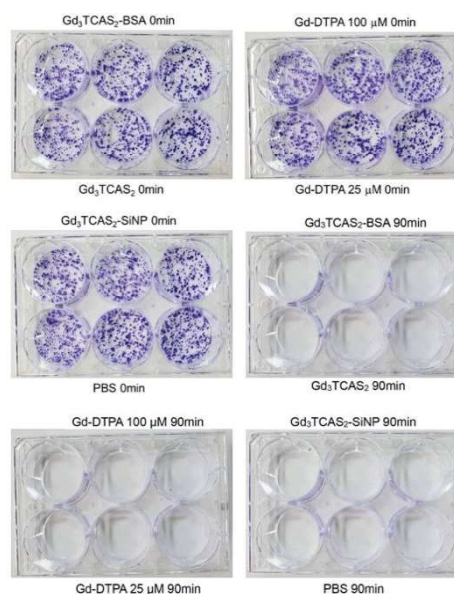 Gd₃TCAS₂-BSA 0min
Gd-DTPA 100 µM 0min
Gd₃TCAS₂ 0min
Gd-DTPA 25 µM 0min
Gd₃TCAS₂-SiNP 0min
Gd₃TCAS₂-BSA 90min
PBS 0min
Gd₃TCAS₂ 90min
Gd-DTPA 100 µM 90min
Gd₃TCAS₂-SiNP 90min
Gd-DTPA 25 µM 90min
PBS 90min